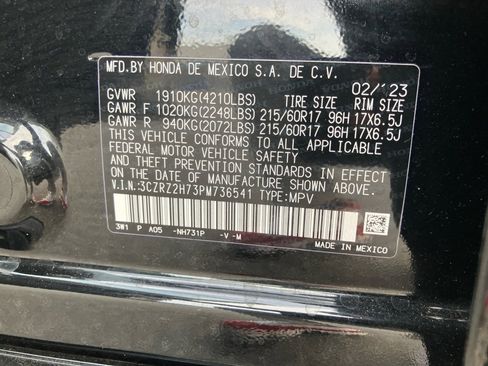 MFD.BY HONDA DE MEXICO S.A. DE C.V.
02/'23
GVWR 1910KG(4210LBS) TIRE SIZE RIM SIZE
GAWR F 1020KG(2248LBS) 215/60R17 96H 17X6.5J
GAWR R 940KG(2072LBS) 215/60R17 96H 17X6.5J
THIS VEHICLE CONFORMS TO ALL APPLICABLE
FEDERAL MOTOR VEHICLE SAFETY
AND THEFT PREVENTION STANDARDS IN EFFECT
ON THE DATE OF MANUFACTURE SHOWN ABOVE.
V.I.N.:3CZRZ2H73PM736541 TYPE:MPV
3W1 P A05 -NH731P -V-M
MADE IN MEXICO